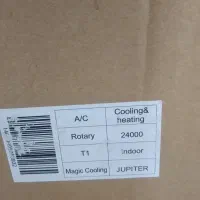 A/C Cooling& heating
Rotary 24000
T1 indoor
Magic Cooling JUPITER